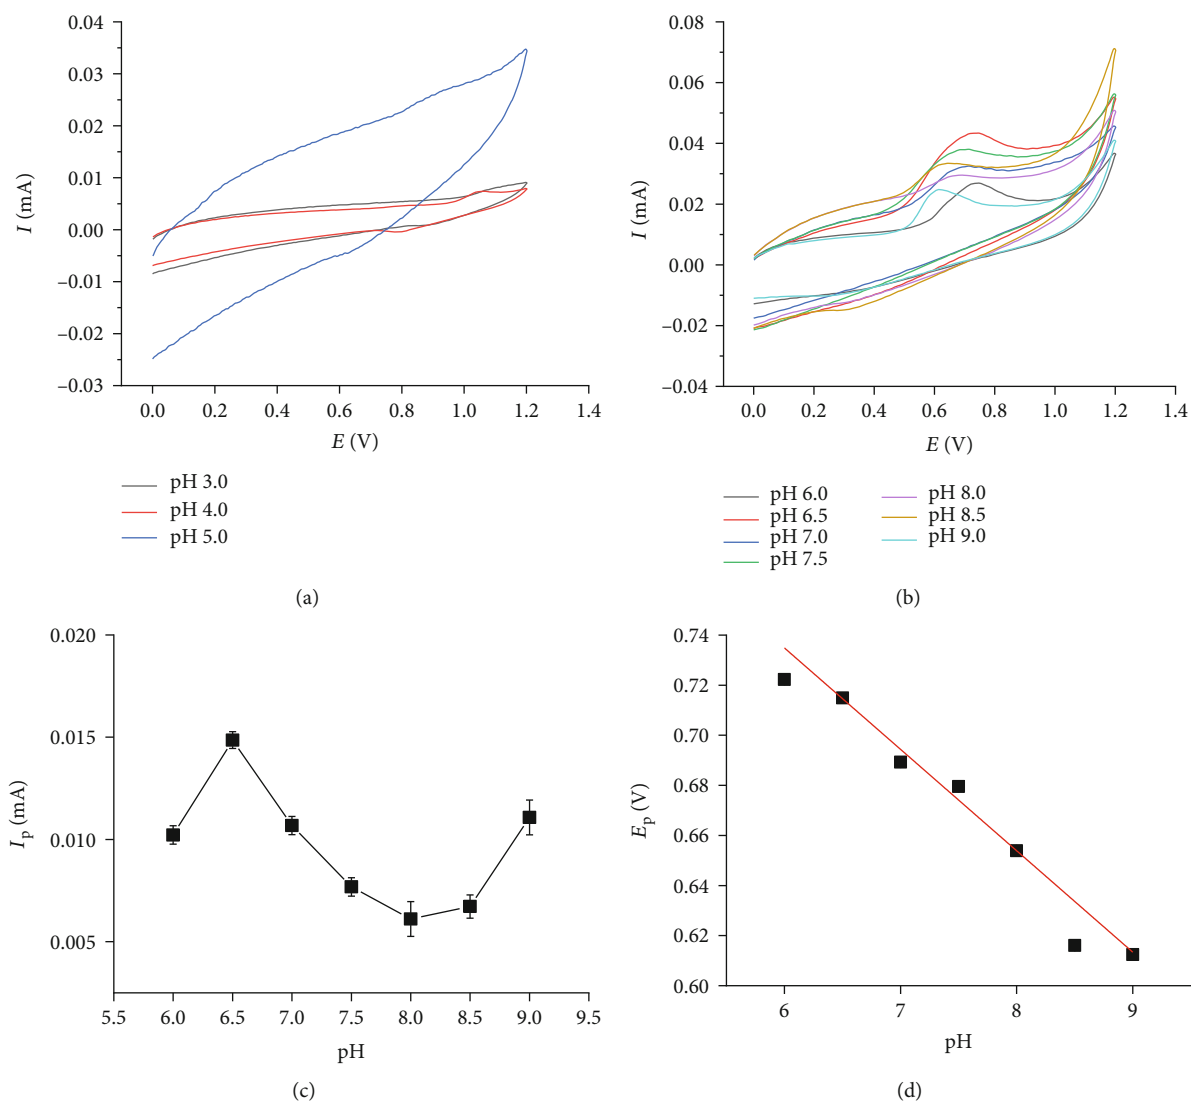 0.04
0.03
0.02
0.01
0.00
–0.01
–0.02
–0.03
I (mA)
0.0 0.2 0.4 0.6 0.8 1.0 1.2 1.4
E (V)
pH 3.0
pH 4.0
pH 5.0
(a)
0.08
0.06
0.04
0.02
0.00
–0.02
–0.04
I (mA)
0.0 0.2 0.4 0.6 0.8 1.0 1.2 1.4
E (V)
pH 6.0
pH 6.5
pH 7.0
pH 7.5
pH 8.0
pH 8.5
pH 9.0
(b)
0.020
0.015
0.010
0.005
Ip (mA)
5.5 6.0 6.5 7.0 7.5 8.0 8.5 9.0 9.5
pH
(c)
0.74
0.72
0.70
0.68
0.66
0.64
0.62
0.60
Ep (V)
6 7 8 9
pH
(d)